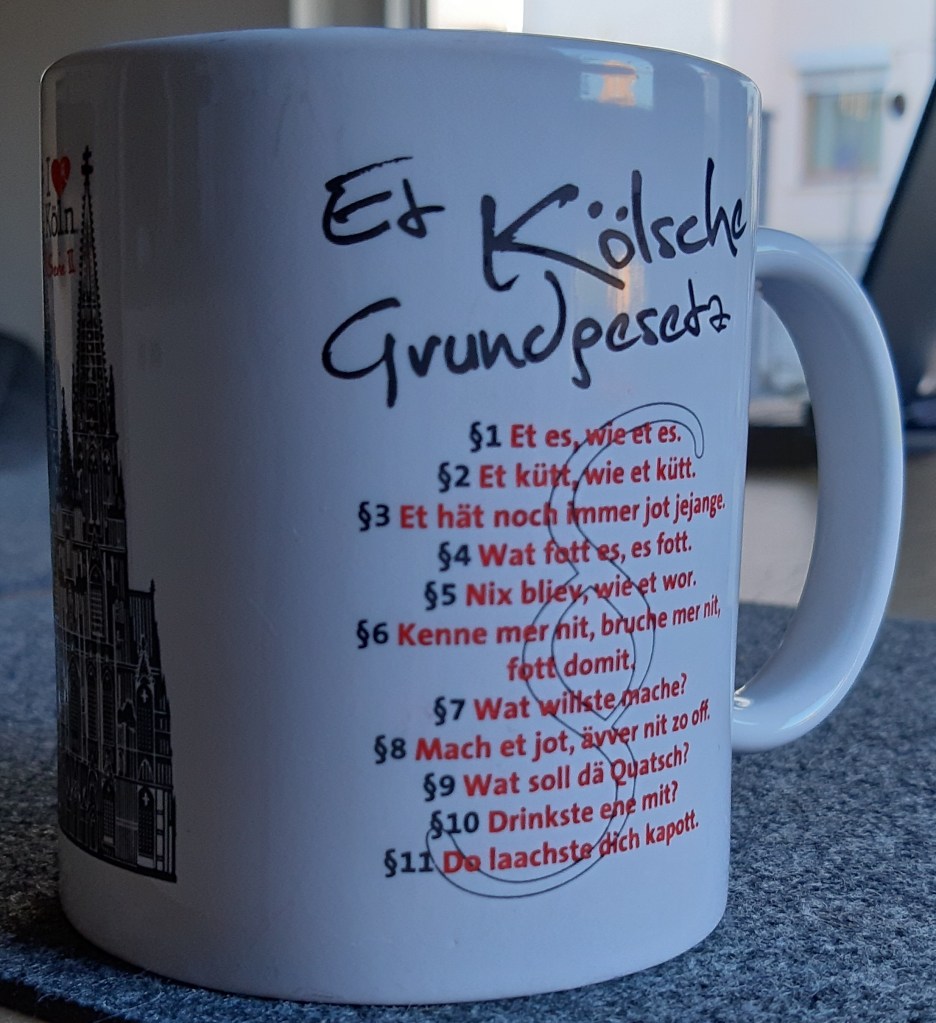 I
Köln
Et Kölsche
Grundgesetz
§1 Et es, wie et es.
§2 Et kütt, wie et kütt.
§3 Et hät noch immer jot jejange.
§4 Wat fott es, es fott.
§5 Nix bliev, wie et wor.
§6 Kenne mer nit, bruche mer nit,
fott domit.
§7 Wat willste mache?
§8 Mach et jot, ävver nit zo off.
§9 Wat soll dä Quatsch?
§10 Drinkste ene mit?
§11 Do laachste dich kapott.